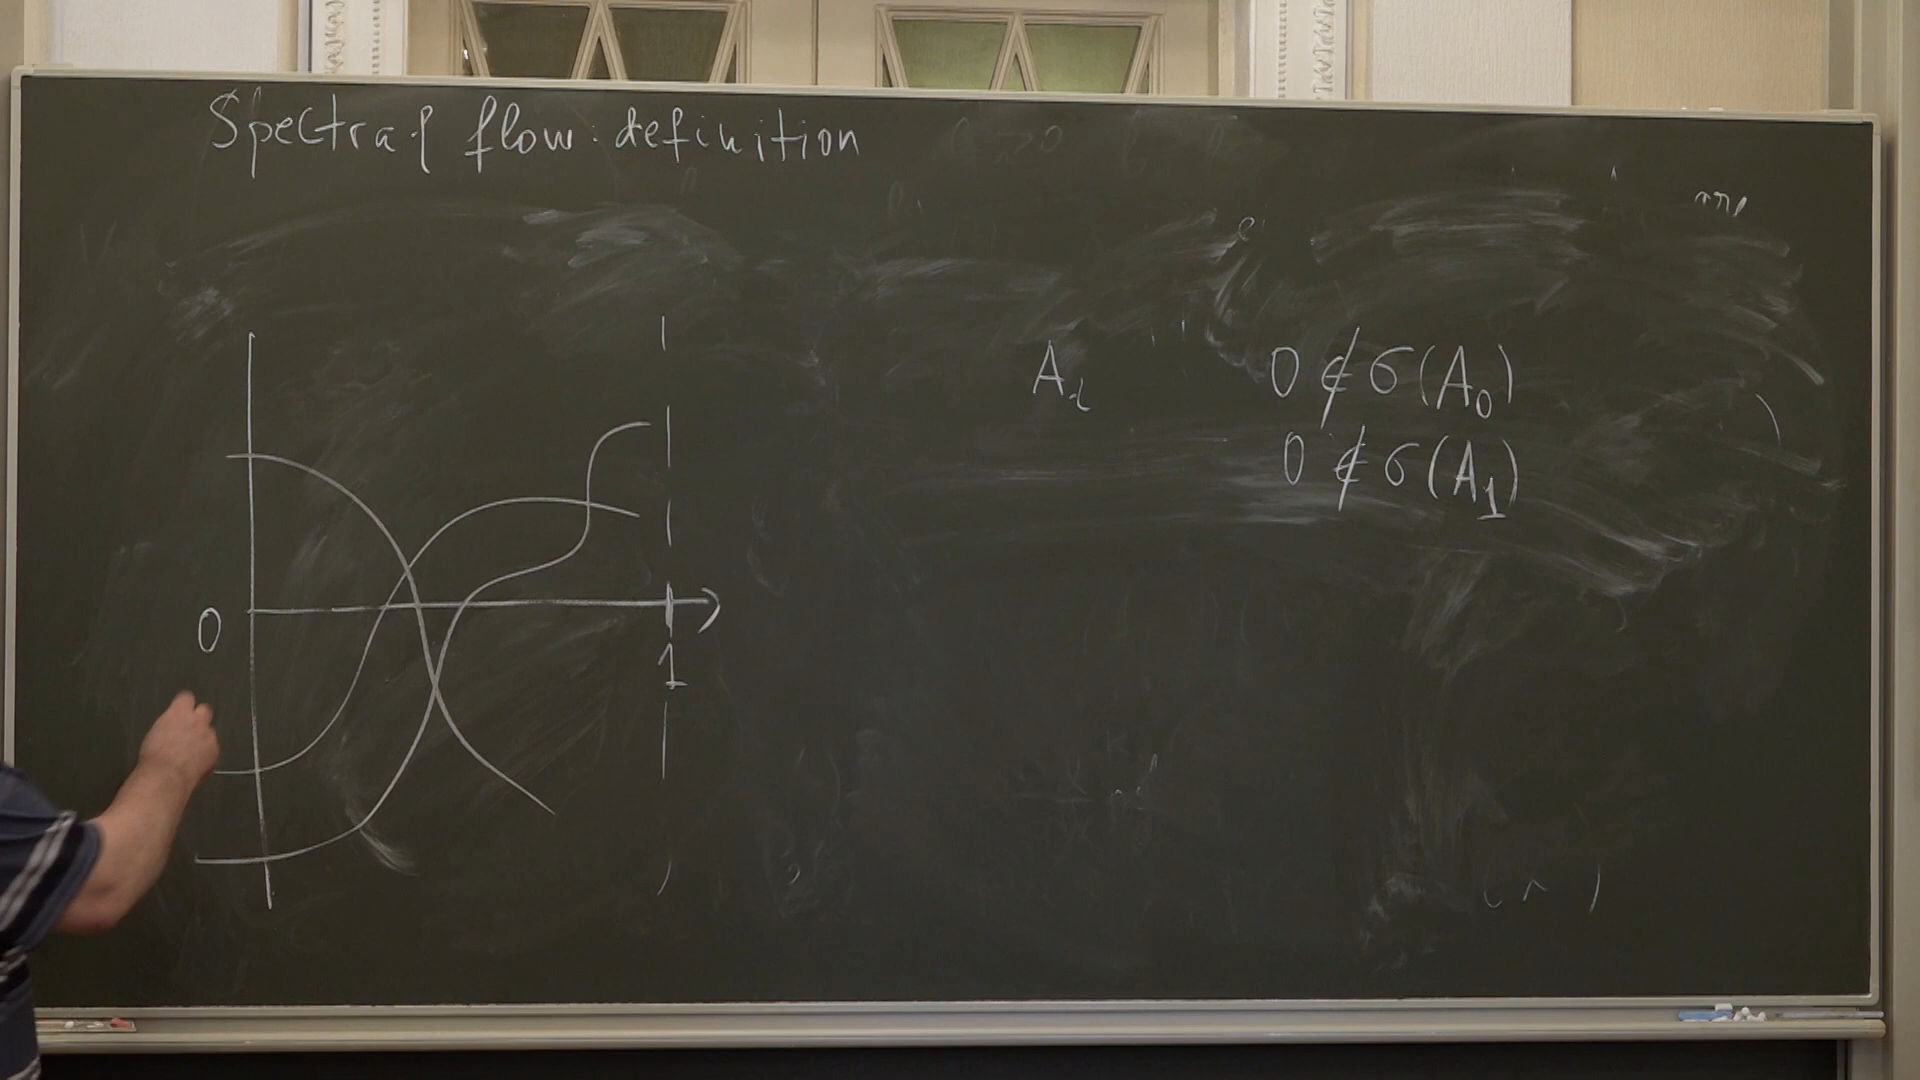 Spectral flow: definition
A_t 0 ∉ σ(A_0)
0 ∉ σ(A_1)
0
1